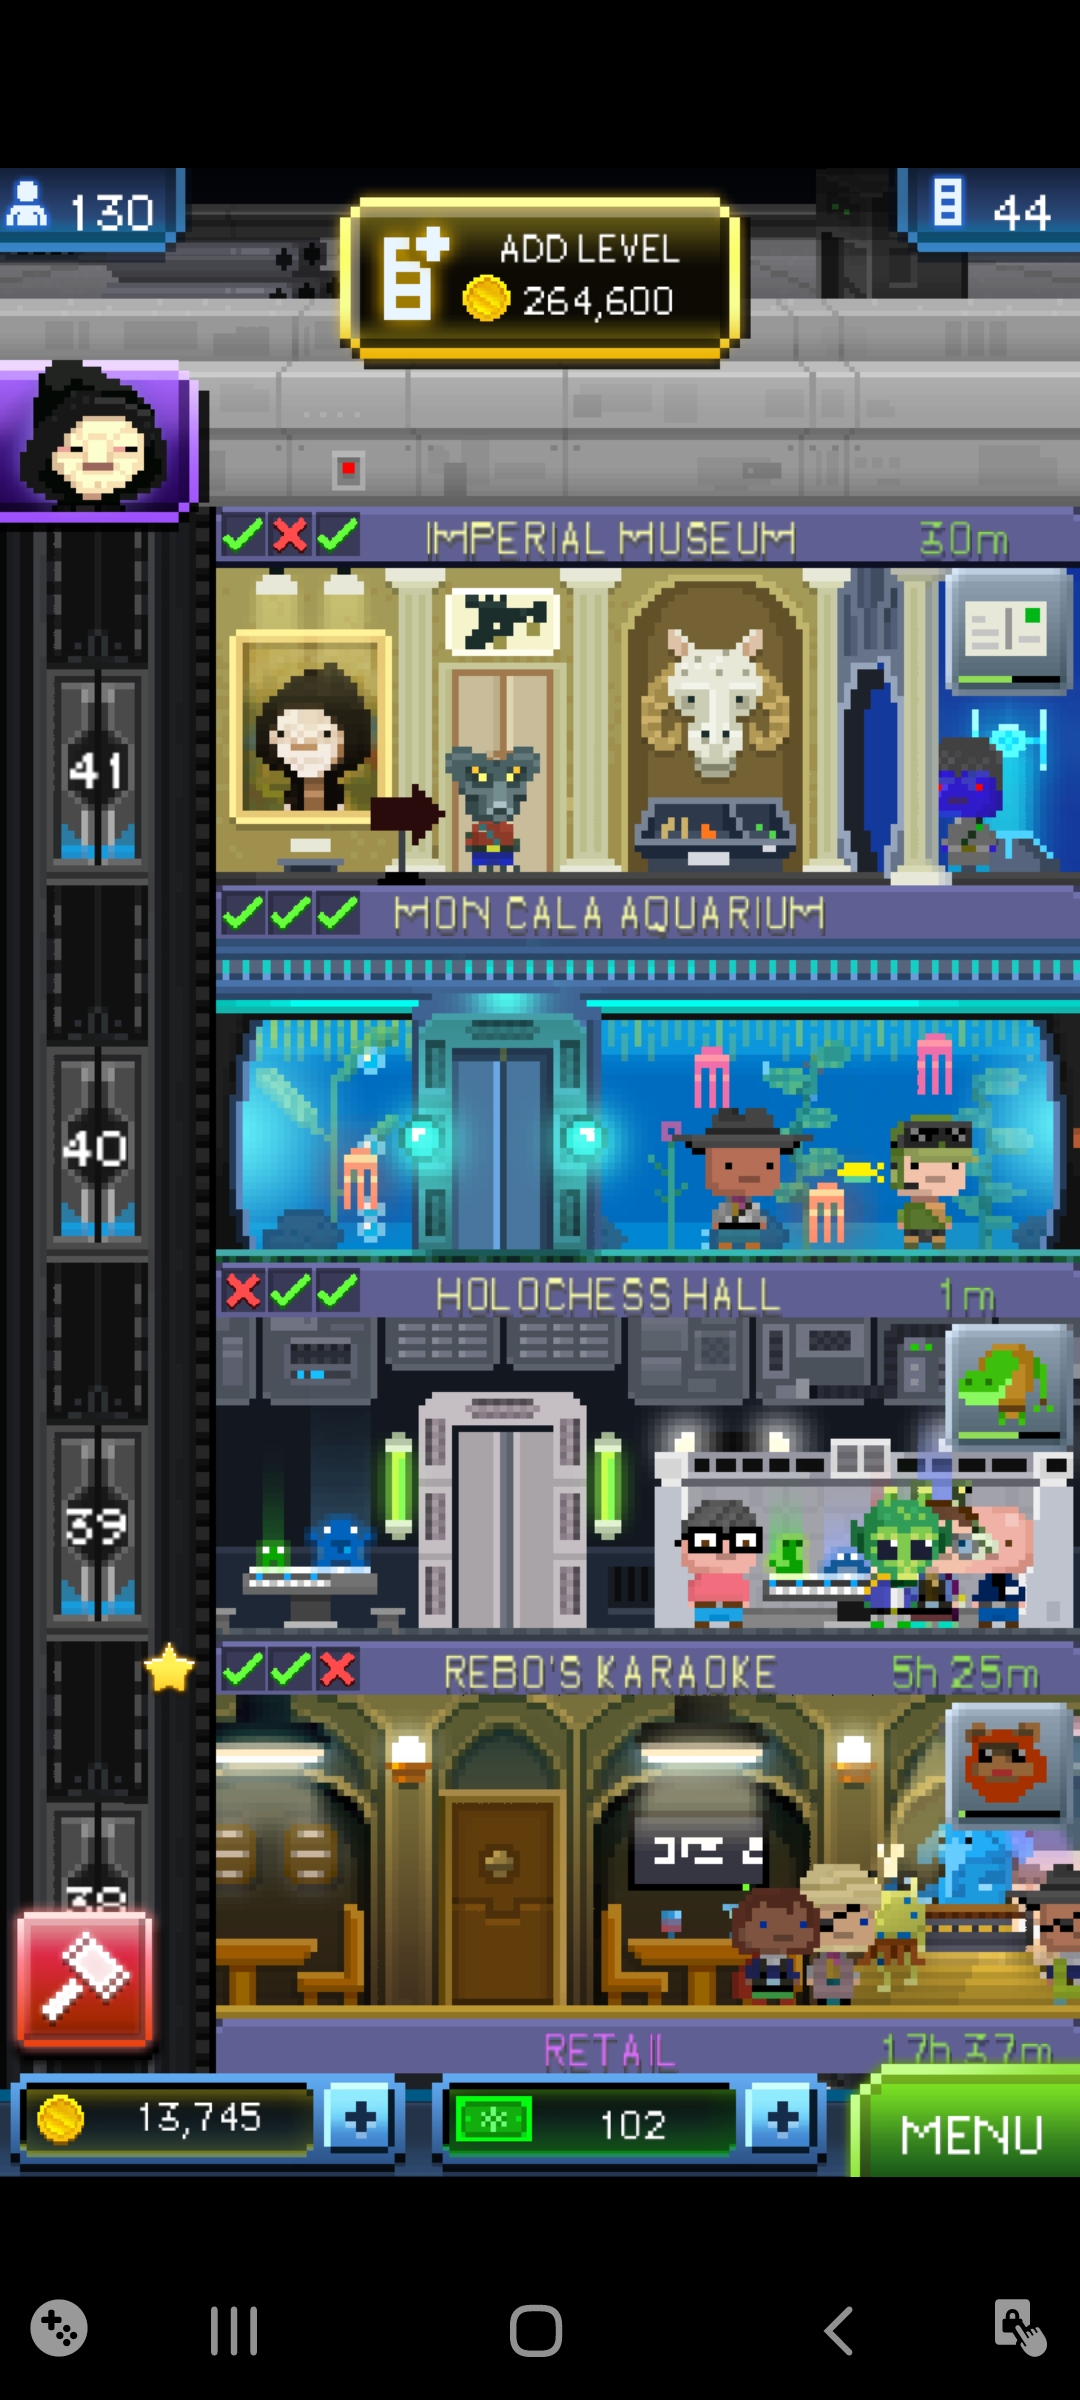 130
ADD LEVEL
264,600
44
IMPERIAL MUSEUM 30m
41
MON CALA AQUARIUM
40
HOLOCHESS HALL 1m
39
REBO'S KARAOKE 5h 25m
RETAIL 17h 37m
13,745
102
MENU